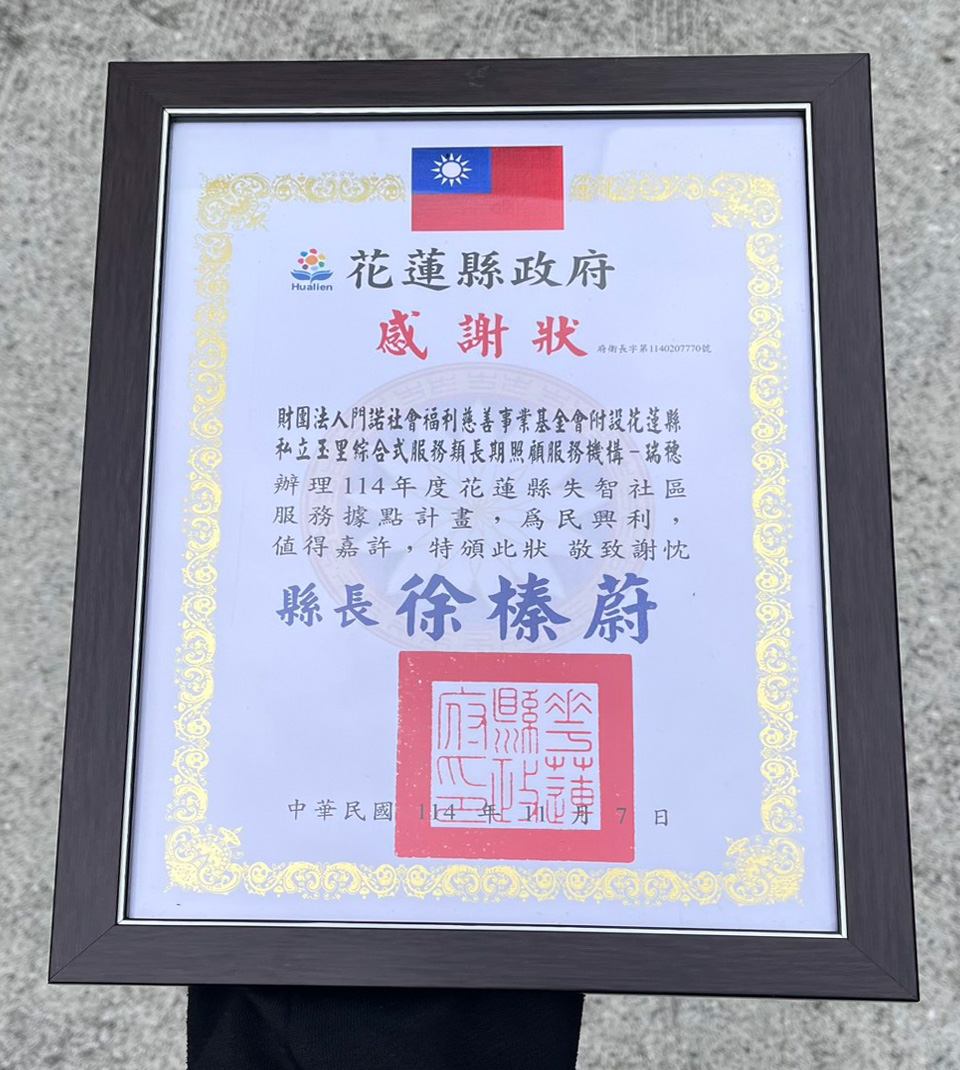 Hualien
花蓮縣政府
感謝狀
府衛長字第1140207770號
財團法人門諾社會福利慈善事業基金會附設花蓮縣
私立玉里綜合式服務類長期照顧服務機構-瑞穗
辦理114年度花蓮縣失智社區
服務據點計畫，為民興利，
值得嘉許，特頒此狀 敬致謝忱
縣長 徐榛蔚
花蓮縣政府印
中華民國 114 年 11 月 7 日